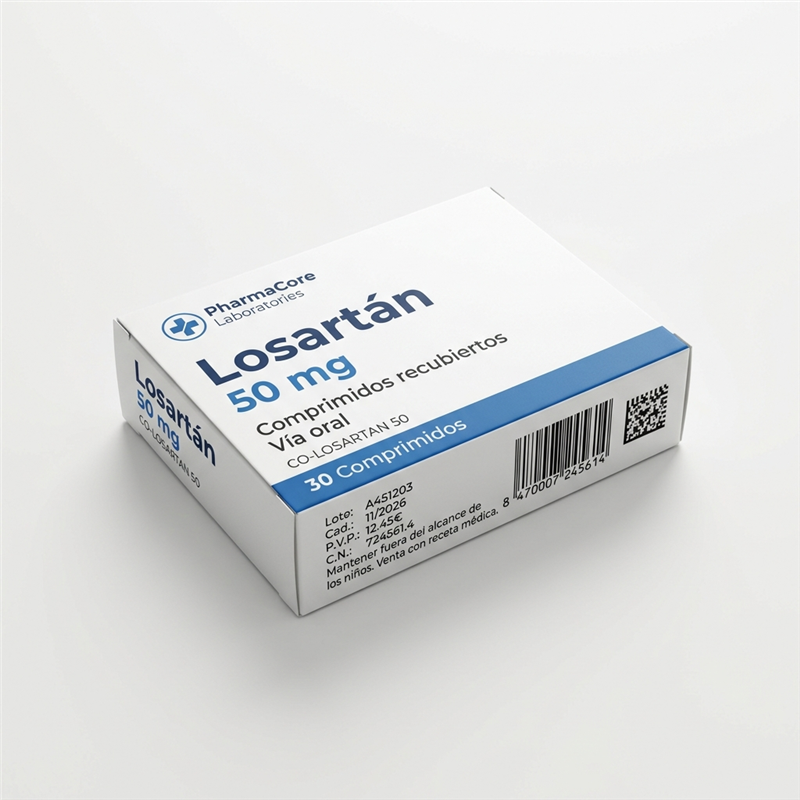 PharmaCore
Laboratories
Losartán
50 mg
Comprimidos recubiertos
Vía oral
CO-LOSARTAN 50
30 Comprimidos
Losartán
50 mg
CO-LOSARTAN 50
Lote: A451203
Cad.: 11/2026
P.V.P.: 12.45€
C.N.: 724561.4
Mantener fuera del alcance de
los niños. Venta con receta médica.
8 470007 245614